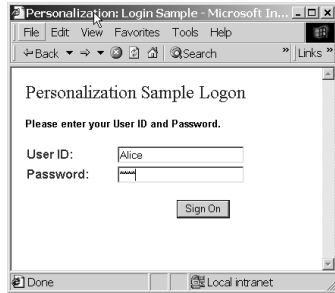 Personalization: Login Sample - Microsoft In...
File Edit View Favorites Tools Help
Back Search » Links »
Personalization Sample Logon
Please enter your User ID and Password.
User ID: Alice
Password: ****
Sign On
Done Local intranet